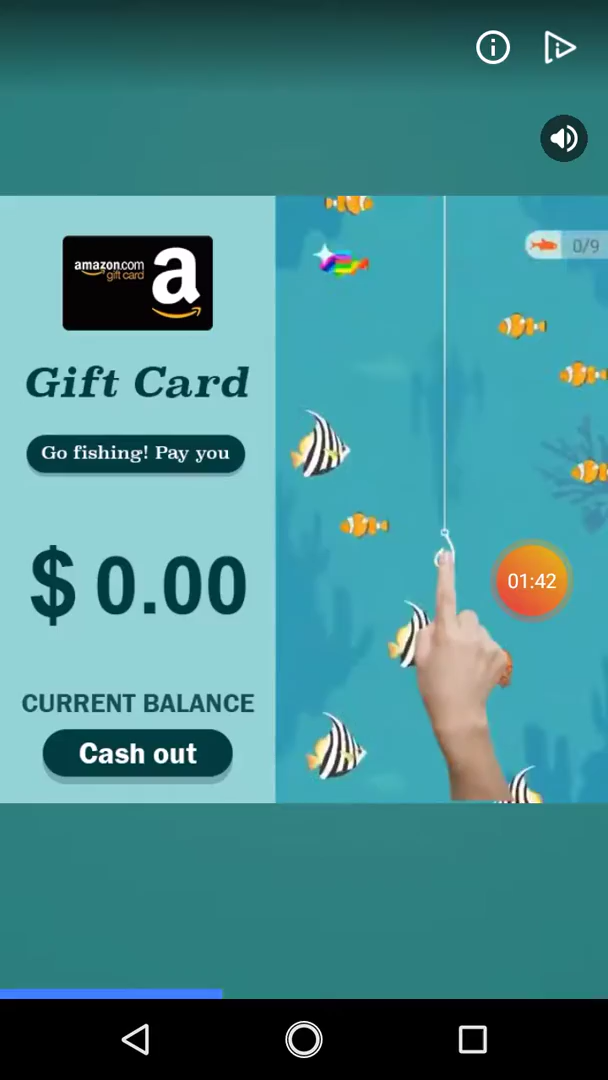 0/9
amazon.com
gift card
a
Gift Card
Go fishing! Pay you
$ 0.00
01:42
CURRENT BALANCE
Cash out